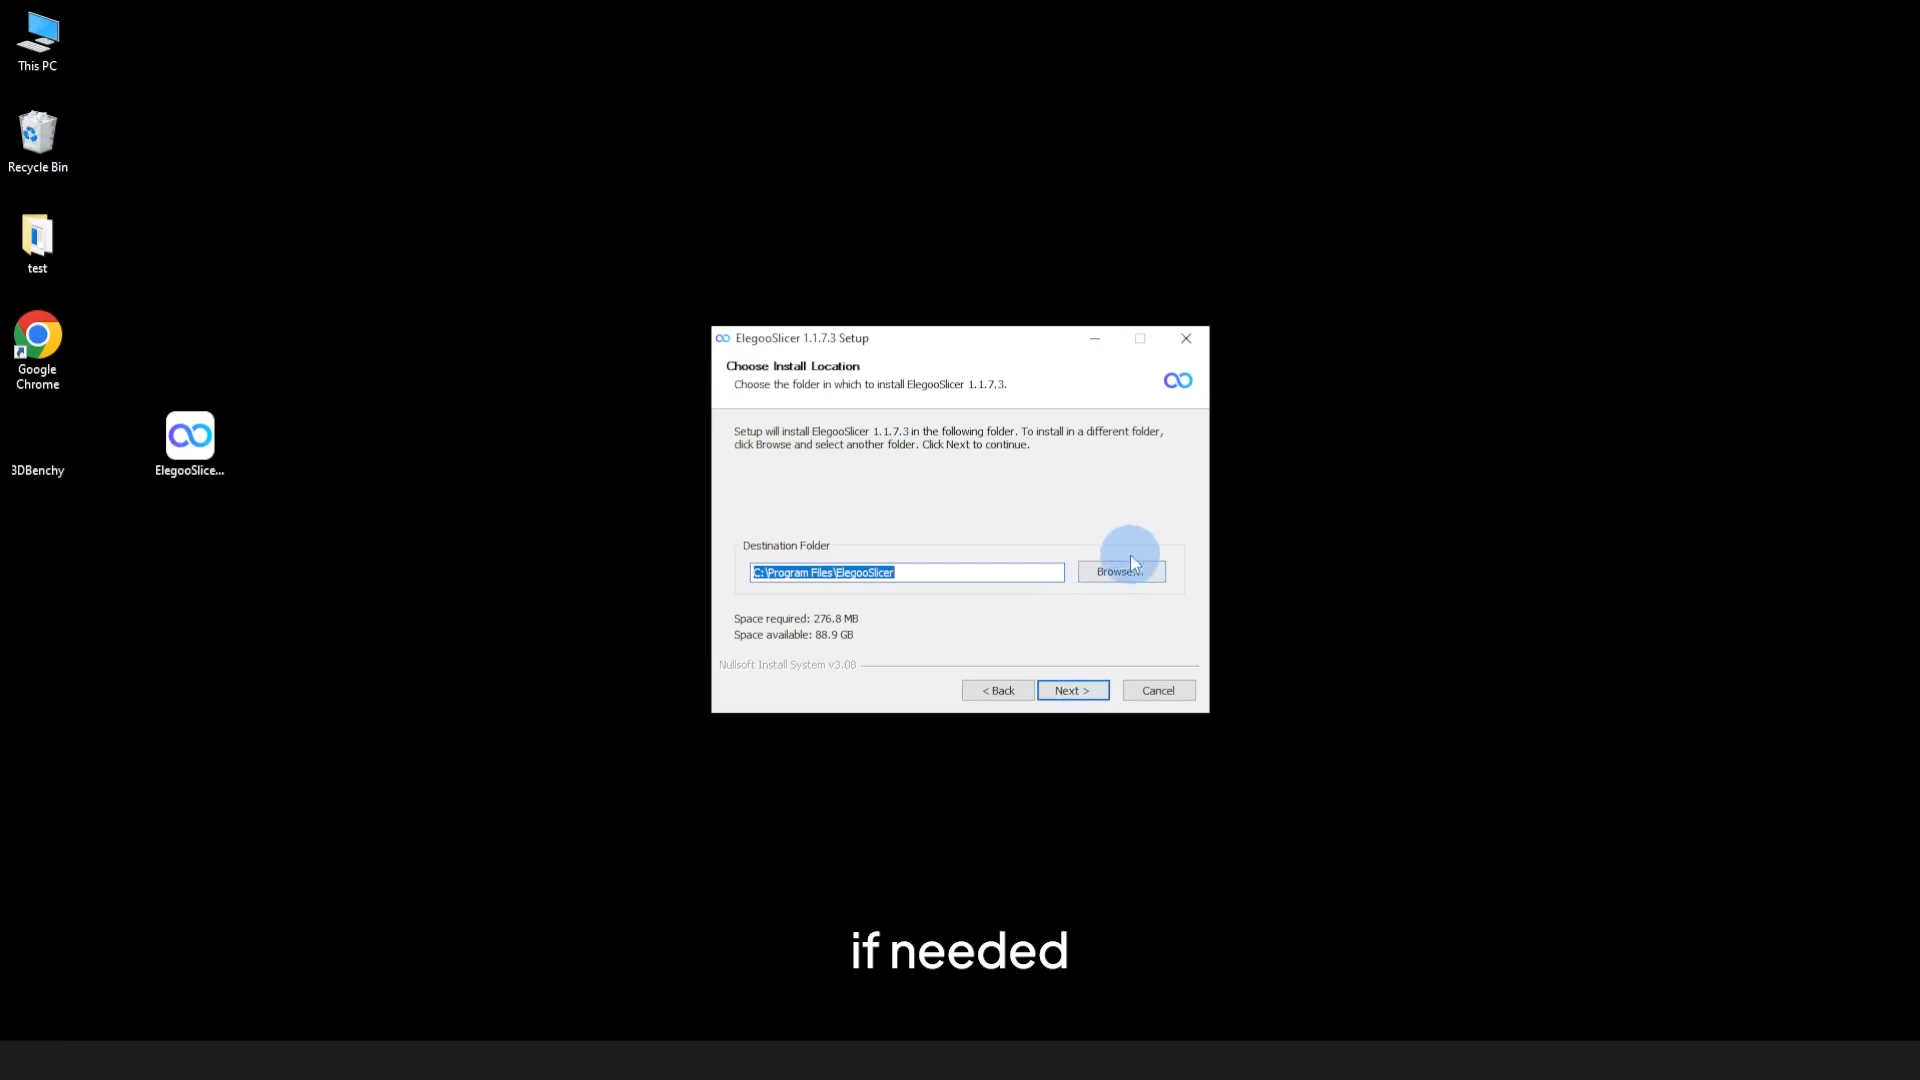 This PC
Recycle Bin
test
Google
Chrome
3DBenchy
ElegooSlice...
ElegooSlicer 1.1.7.3 Setup
Choose Install Location
Choose the folder in which to install ElegooSlicer 1.1.7.3.
Setup will install ElegooSlicer 1.1.7.3 in the following folder. To install in a different folder,
click Browse and select another folder. Click Next to continue.
Destination Folder
C:\Program Files\ElegooSlicer
Browse...
Space required: 276.8 MB
Space available: 88.9 GB
Nullsoft Install System v3.08
< Back
Next >
Cancel
if needed